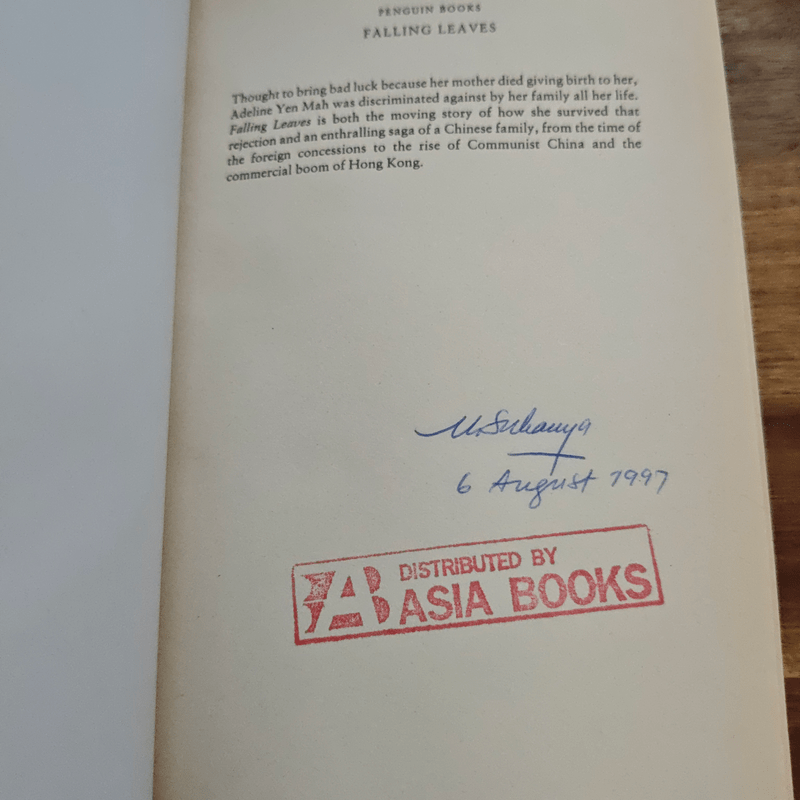 PENGUIN BOOKS
FALLING LEAVES
Thought to bring bad luck because her mother died giving birth to her,
Adeline Yen Mah was discriminated against by her family all her life.
Falling Leaves is both the moving story of how she survived that
rejection and an enthralling saga of a Chinese family, from the time of
the foreign concessions to the rise of Communist China and the
commercial boom of Hong Kong.
6 August 1997
DISTRIBUTED BY
AB ASIA BOOKS